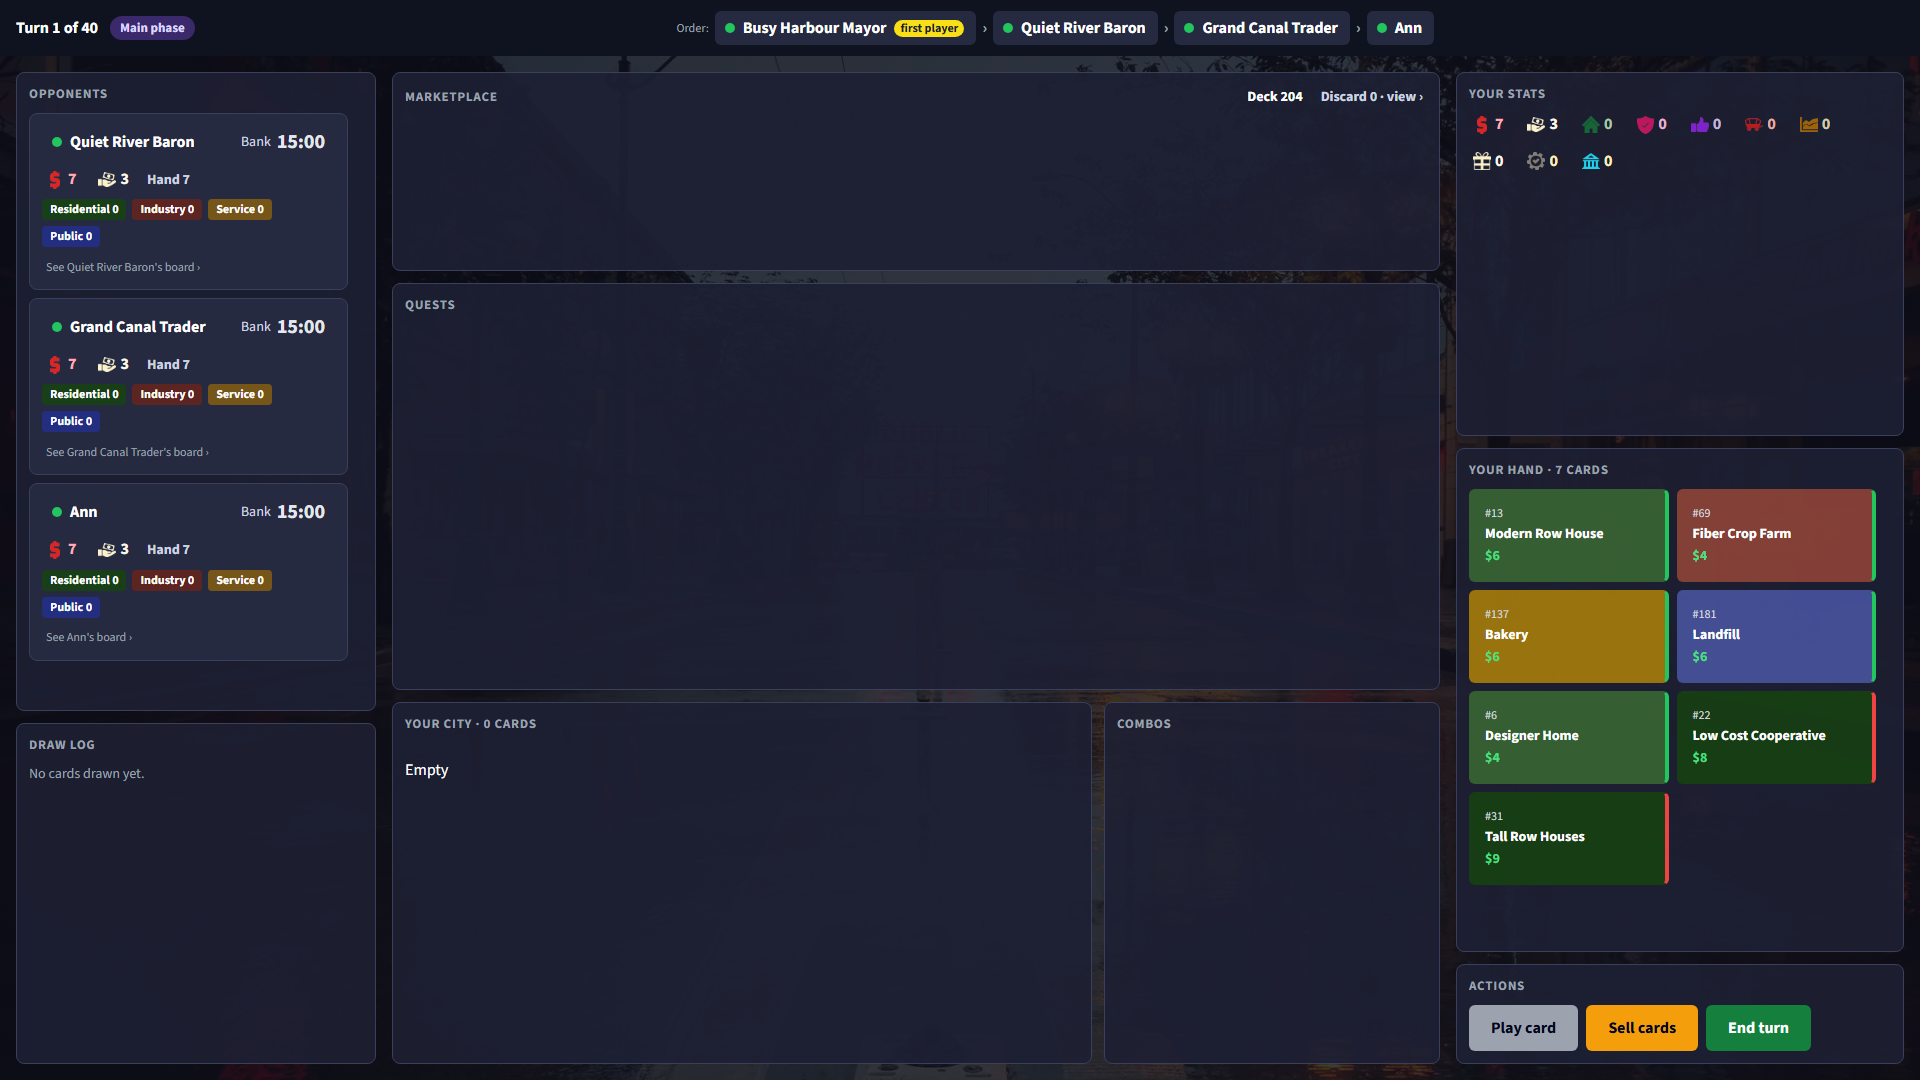 Turn 1 of 40 Main phase
Order: Busy Harbour Mayor first player › Quiet River Baron › Grand Canal Trader › Ann
OPPONENTS
Quiet River Baron Bank 15:00
7 3 Hand 7
Residential 0 Industry 0 Service 0
Public 0
See Quiet River Baron's board ›
Grand Canal Trader Bank 15:00
7 3 Hand 7
Residential 0 Industry 0 Service 0
Public 0
See Grand Canal Trader's board ›
Ann Bank 15:00
7 3 Hand 7
Residential 0 Industry 0 Service 0
Public 0
See Ann's board ›
DRAW LOG
No cards drawn yet.
MARKETPLACE Deck 204 Discard 0 · view ›
QUESTS
YOUR CITY · 0 CARDS
Empty
COMBOS
YOUR STATS
7 3 0 0 0 0 0
0 0 0
YOUR HAND · 7 CARDS
#13
Modern Row House
$6
#69
Fiber Crop Farm
$4
#137
Bakery
$6
#181
Landfill
$6
#6
Designer Home
$4
#22
Low Cost Cooperative
$8
#31
Tall Row Houses
$9
ACTIONS
Play card Sell cards End turn